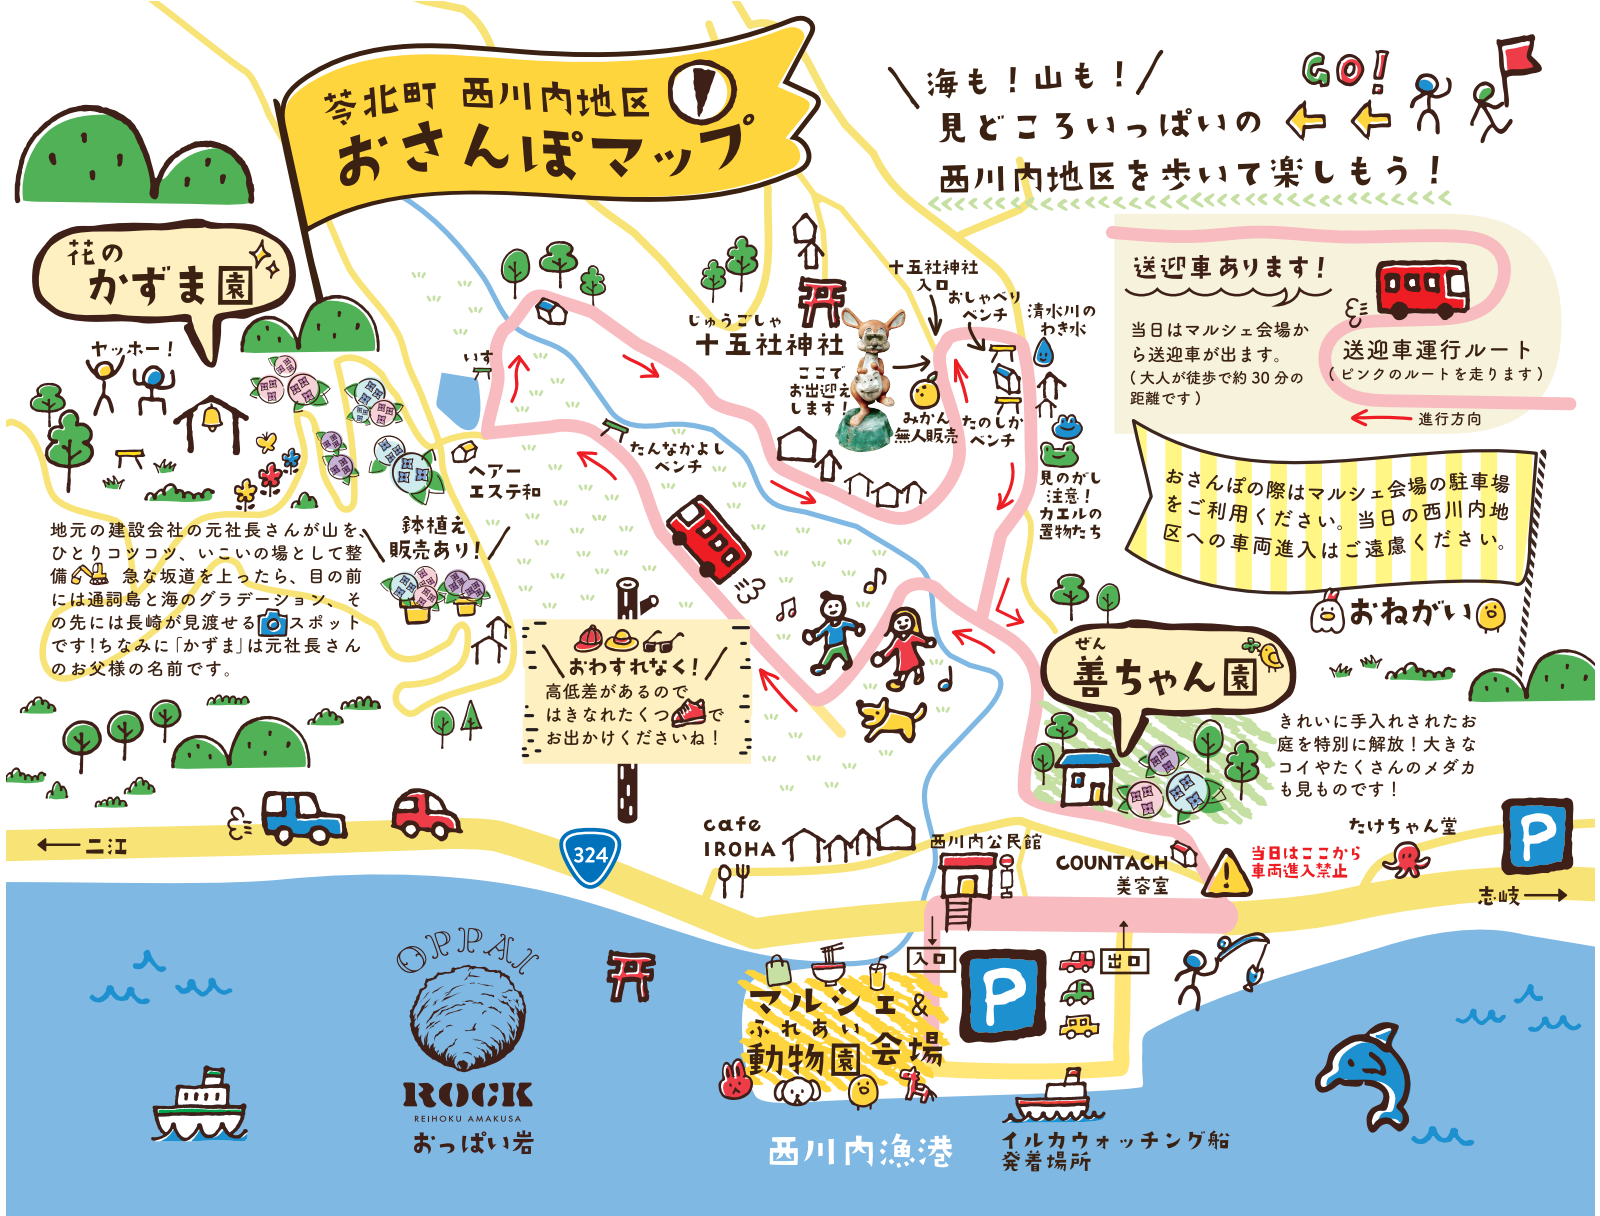 苓北町 西川内地区
おさんぽマップ
海も！山も！
見どころいっぱいの
西川内地区を歩いて楽しもう！
GO!
花の
かずま園
ヤッホー！
地元の建設会社の元社長さんが山を、
ひとりコツコツ、いこいの場として整
備 急な坂道を上ったら、目の前
には通詞島と海のグラデーション、そ
の先には長崎が見渡せる スポット
です！ちなみに「かずま」は元社長さん
のお父様の名前です。
いす
ヘアー
エステ和
鉢植え
販売あり！
たんなかよし
ベンチ
じゅうごしゃ
十五社神社
ここで
お出迎え
します！
十五社神社
入口
おしゃべり
ベンチ
清水川の
わき水
みかん
無人販売
たのしか
ベンチ
見のがし
注意！
カエルの
置物たち
送迎車あります！
当日はマルシェ会場か
ら送迎車が出ます。
(大人が徒歩で約30分の
距離です)
送迎車運行ルート
(ピンクのルートを走ります)
進行方向
おさんぽの際はマルシェ会場の駐車場
をご利用ください。当日の西川内地
区への車両進入はご遠慮ください。
おねがい
おわすれなく！
高低差があるので
はきなれたくつ で
お出かけくださいね！
ぜん
善ちゃん園
きれいに手入れされたお
庭を特別に解放！大きな
コイやたくさんのメダカ
も見ものです！
二江
324
cafe
IROHA
西川内公民館
COUNTACH
美容室
当日はここから
車両進入禁止
たけちゃん堂
P
志岐
入口
出口
P
マルシェ&
ふれあい
動物園会場
OPPAI
ROCK
REIHOKU AMAKUSA
おっぱい岩
西川内漁港
イルカウォッチング船
発着場所